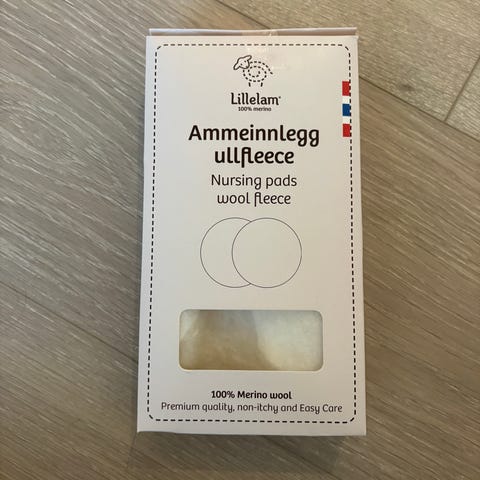 Lillelam®
100% merino
Ammeinnlegg
ullfleece
Nursing pads
wool fleece
100% Merino wool
Premium quality, non-itchy and Easy Care